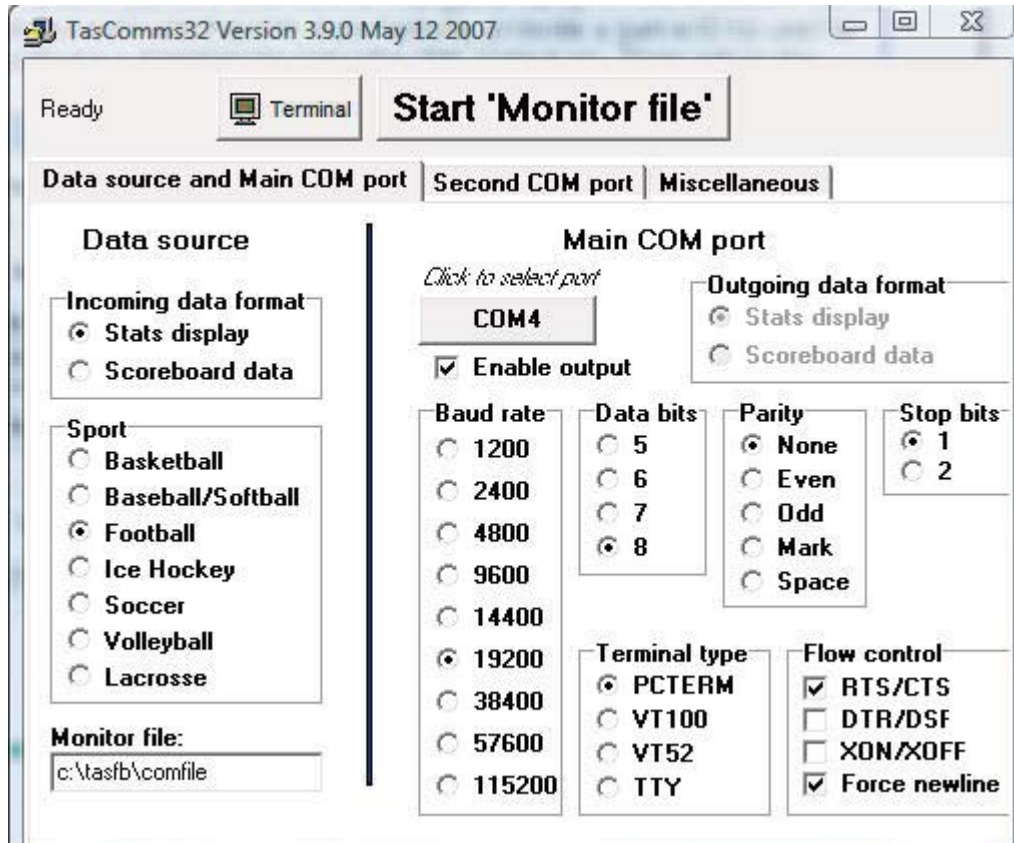 TasComms32 Version 3.9.0 May 12 2007
Ready
Terminal
Start 'Monitor file'
Data source and Main COM port
Second COM port
Miscellaneous
Data source
Incoming data format
Stats display
Scoreboard data
Sport
Basketball
Baseball/Softball
Football
Ice Hockey
Soccer
Volleyball
Lacrosse
Monitor file:
c:\tasfb\comfile
Main COM port
Click to select port
COM4
Enable output
Outgoing data format
Stats display
Scoreboard data
Baud rate
1200
2400
4800
9600
14400
19200
38400
57600
115200
Data bits
5
6
7
8
Parity
None
Even
Odd
Mark
Space
Stop bits
1
2
Terminal type
PCTERM
VT100
VT52
TTY
Flow control
RTS/CTS
DTR/DSF
XON/XOFF
Force newline